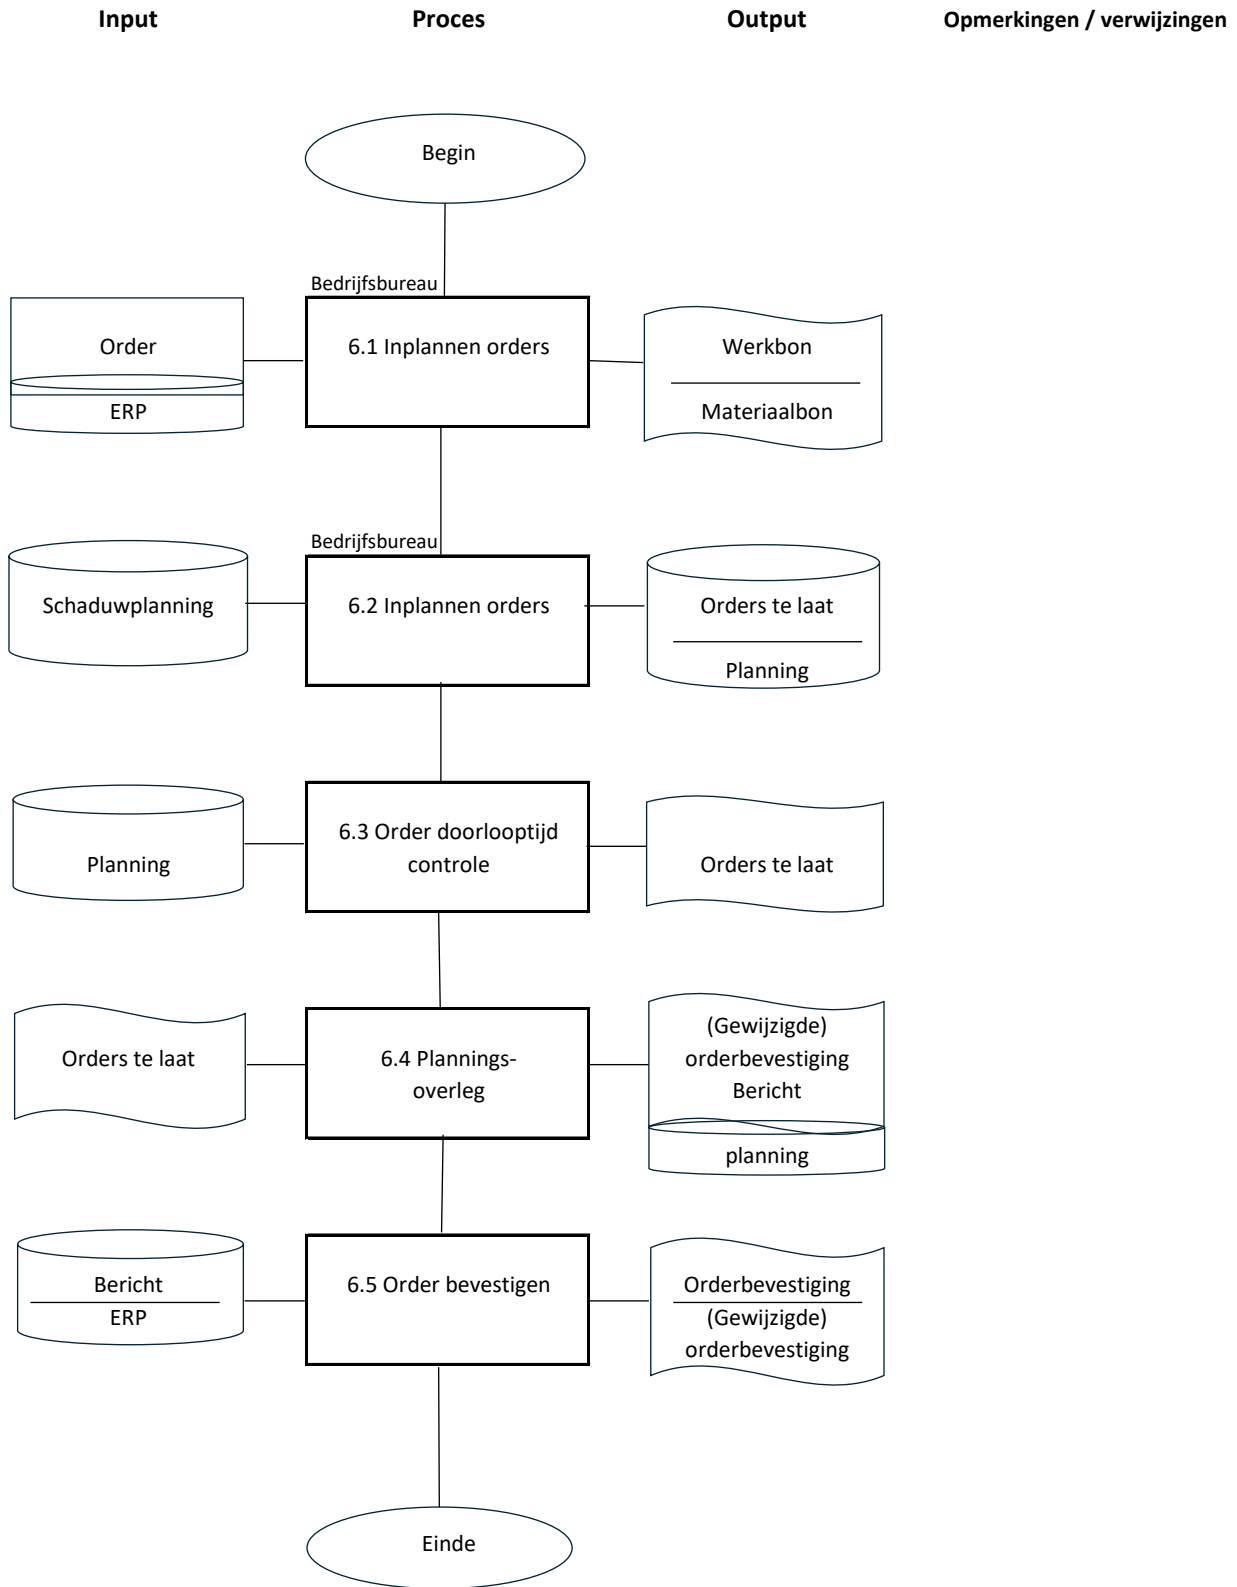 Input Proces Output Opmerkingen / verwijzingen
Begin
Bedrijfsbureau
Order
ERP
6.1 Inplannen orders
Werkbon
Materiaalbon
Bedrijfsbureau
Schaduwplanning
6.2 Inplannen orders
Orders te laat
Planning
Planning
6.3 Order doorlooptijd
controle
Orders te laat
Orders te laat
6.4 Plannings-
overleg
(Gewijzigde)
orderbevestiging
Bericht
planning
Bericht
ERP
6.5 Order bevestigen
Orderbevestiging
(Gewijzigde)
orderbevestiging
Einde